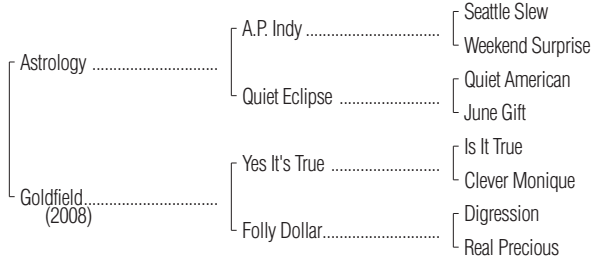 Seattle Slew
A.P. Indy ............................
Weekend Surprise
Astrology ............................
Quiet American
Quiet Eclipse .....................
June Gift
Is It True
Yes It's True .......................
Clever Monique
Goldfield..............................
(2008)
Digression
Folly Dollar.........................
Real Precious